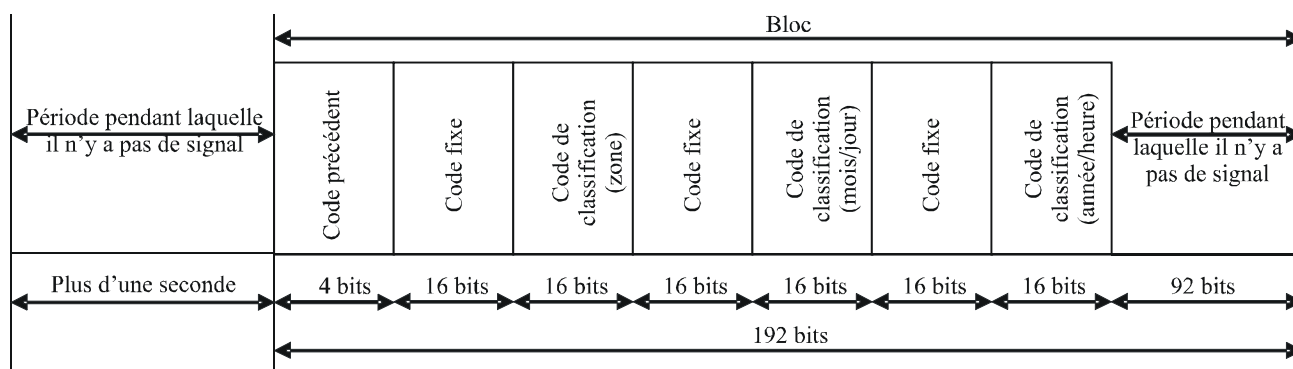 Bloc
Période pendant laquelle
il n'y a pas de signal
Code précédent
Code fixe
Code de
classification
(zone)
Code fixe
Code de
classification
(mois/jour)
Code fixe
Code de
classification
(année/heure)
Période pendant
laquelle il n'y a
pas de signal
Plus d'une seconde
4 bits
16 bits
16 bits
16 bits
16 bits
16 bits
16 bits
92 bits
192 bits